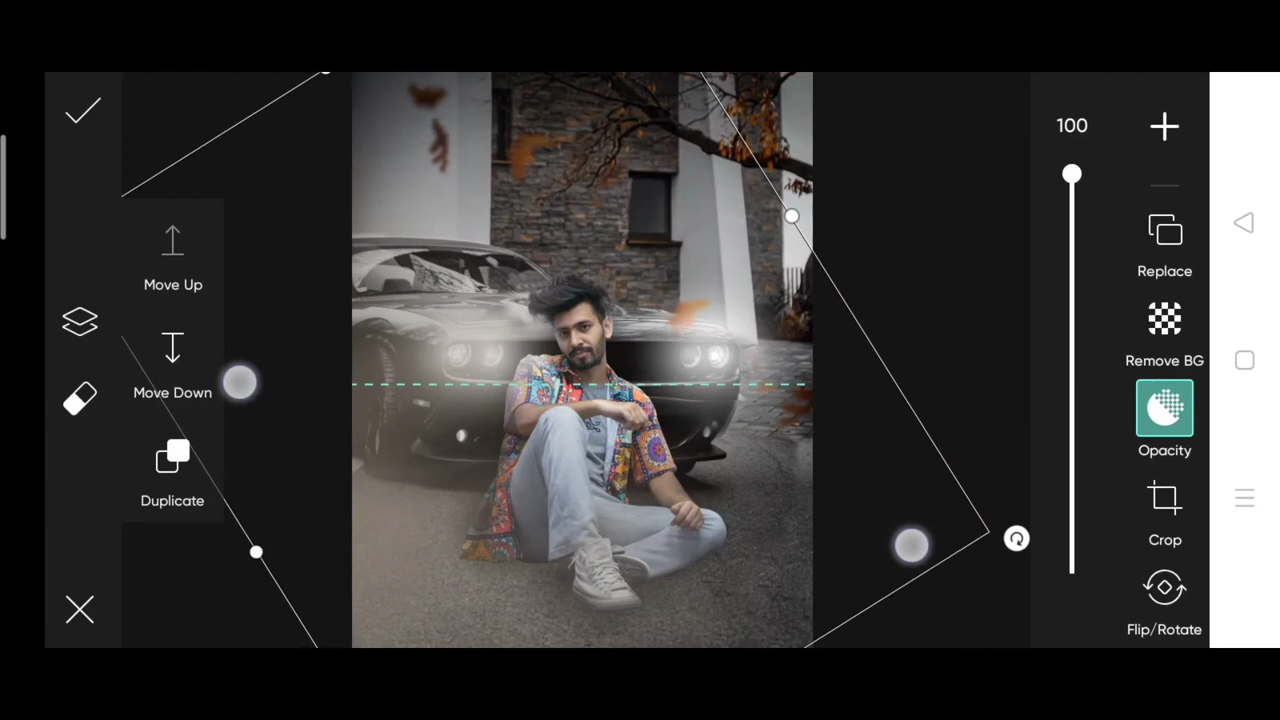 Move Up
Move Down
Duplicate
100
Replace
Remove BG
Opacity
Crop
Flip/Rotate